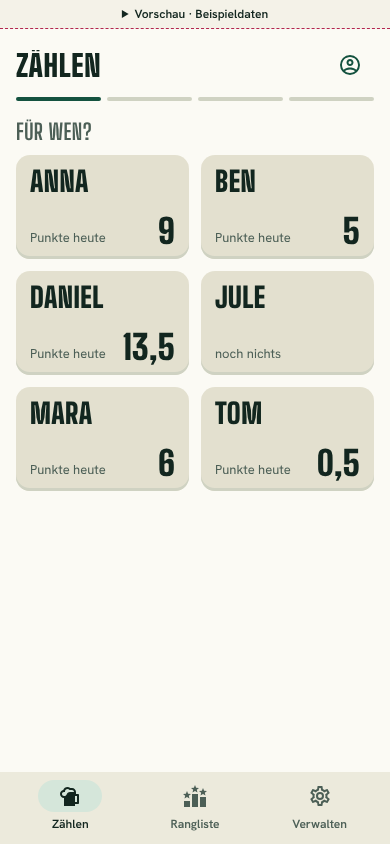 ▶ Vorschau · Beispieldaten
ZÄHLEN
FÜR WEN?
ANNA
Punkte heute 9
BEN
Punkte heute 5
DANIEL
Punkte heute 13,5
JULE
noch nichts
MARA
Punkte heute 6
TOM
Punkte heute 0,5
Zählen
Rangliste
Verwalten